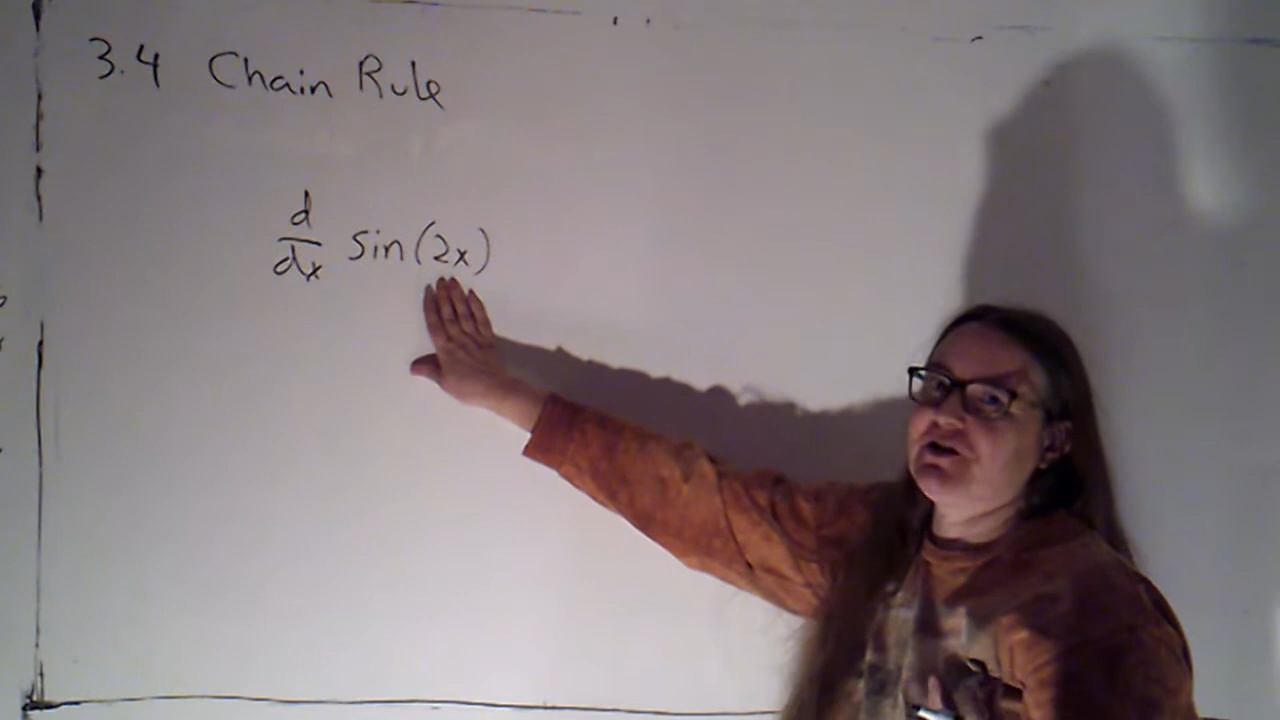 3.4 Chain Rule
d/dx sin(2x)